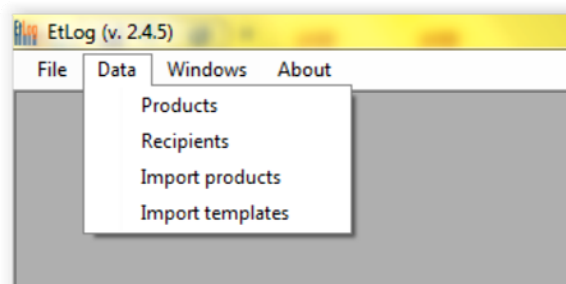 EtLog (v. 2.4.5)
File Data Windows About
Products
Recipients
Import products
Import templates